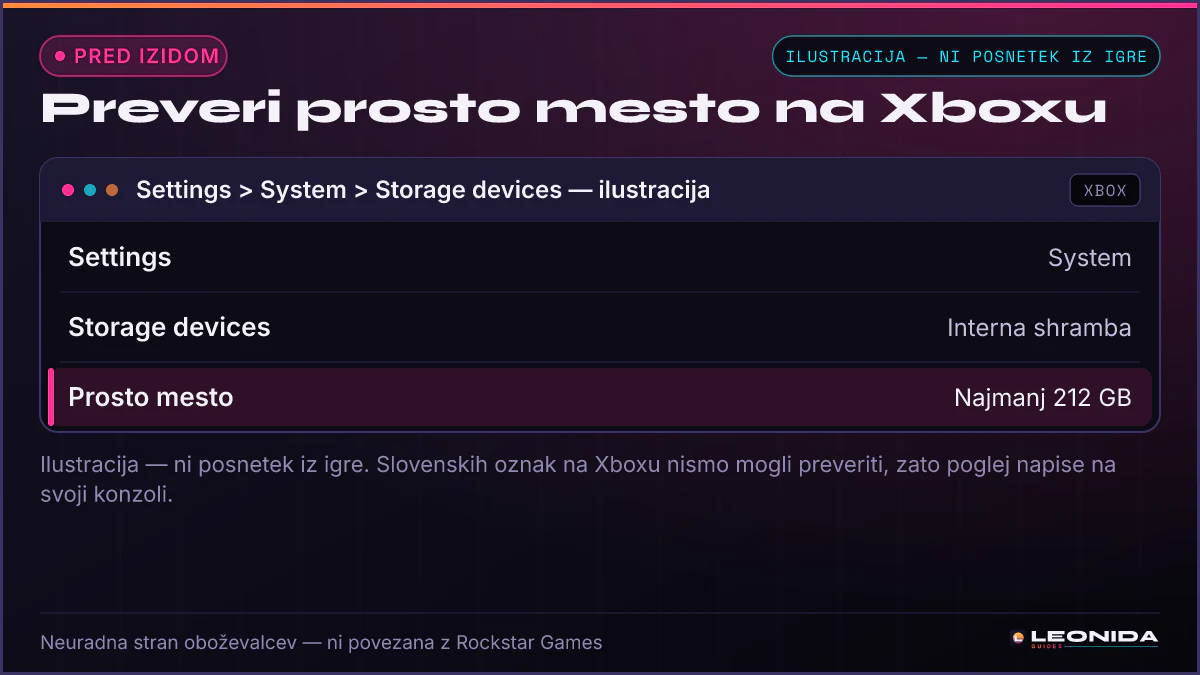 PRED IZIDOM
ILUSTRACIJA — NI POSNETEK IZ IGRE
Preveri prosto mesto na Xboxu
Settings > System > Storage devices — ilustracija
XBOX
Settings
System
Storage devices
Interna shramba
Prosto mesto
Najmanj 212 GB
Ilustracija — ni posnetek iz igre. Slovenskih oznak na Xboxu nismo mogli preveriti, zato poglej napise na
svoji konzoli.
Neuradna stran oboževalcev — ni povezana z Rockstar Games
LEONIDA
GUIDES